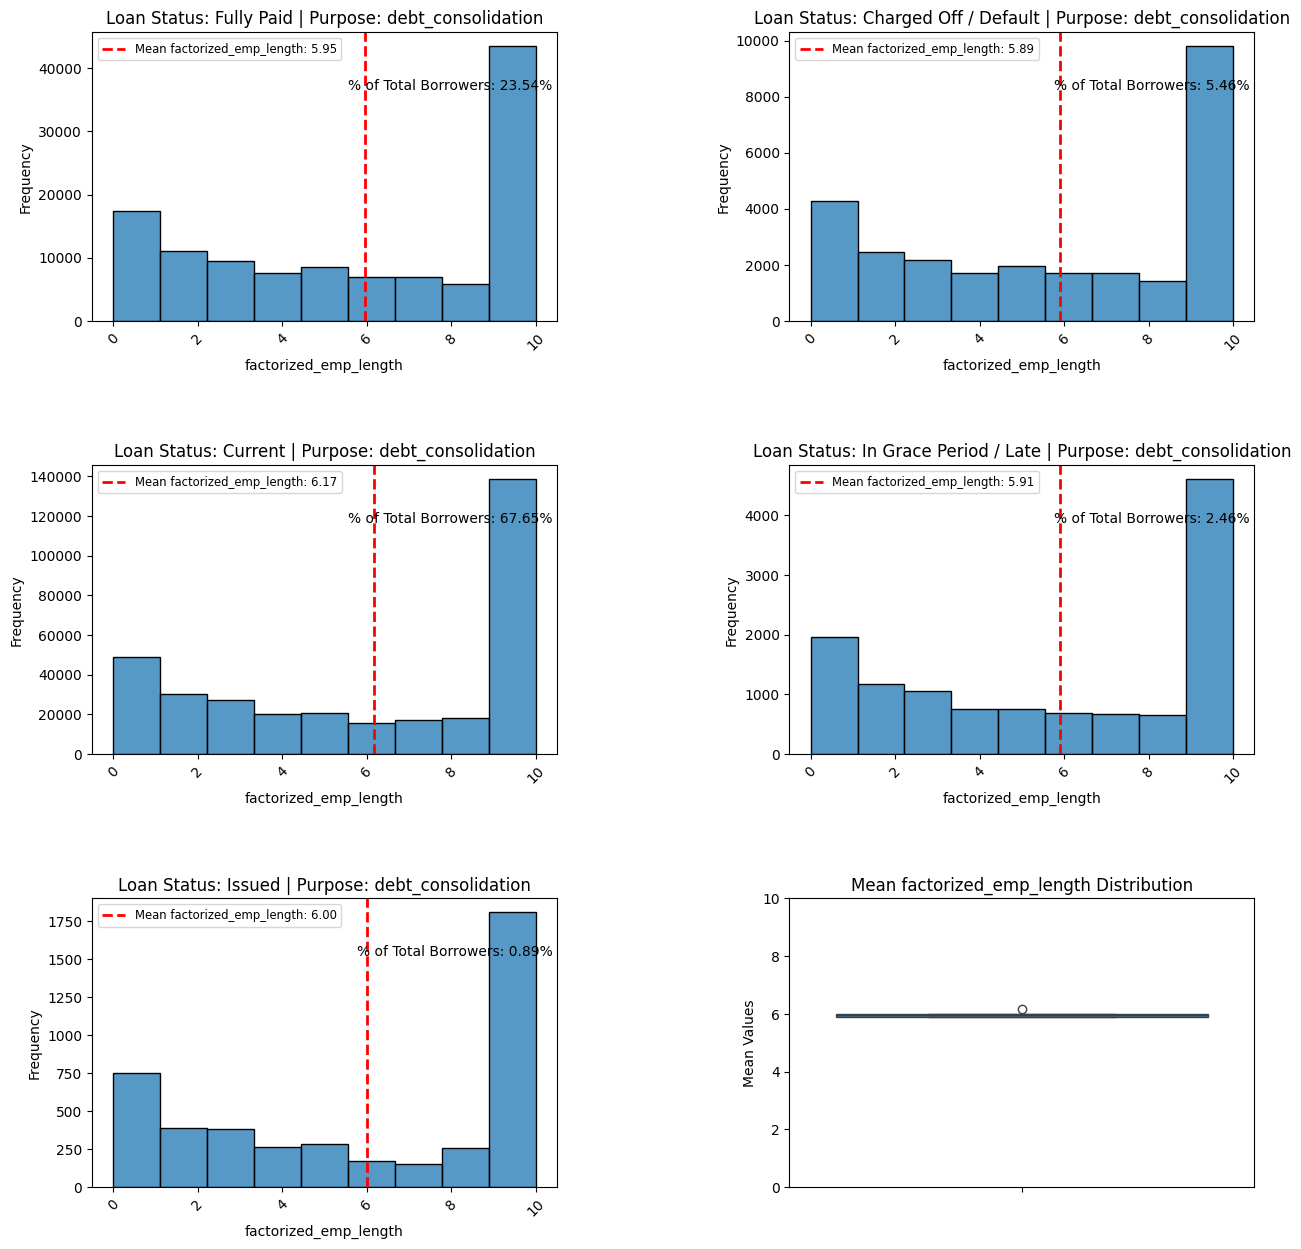 Loan Status: Fully Paid | Purpose: debt_consolidation
Mean factorized_emp_length: 5.95
% of Total Borrowers: 23.54%
40000
30000
20000
10000
0
Frequency
0 2 4 6 8 10
factorized_emp_length
Loan Status: Charged Off / Default | Purpose: debt_consolidation
Mean factorized_emp_length: 5.89
% of Total Borrowers: 5.46%
10000
8000
6000
4000
2000
0
Frequency
0 2 4 6 8 10
factorized_emp_length
Loan Status: Current | Purpose: debt_consolidation
Mean factorized_emp_length: 6.17
% of Total Borrowers: 67.65%
140000
120000
100000
80000
60000
40000
20000
0
Frequency
0 2 4 6 8 10
factorized_emp_length
Loan Status: In Grace Period / Late | Purpose: debt_consolidation
Mean factorized_emp_length: 5.91
% of Total Borrowers: 2.46%
4000
3000
2000
1000
0
Frequency
0 2 4 6 8 10
factorized_emp_length
Loan Status: Issued | Purpose: debt_consolidation
Mean factorized_emp_length: 6.00
% of Total Borrowers: 0.89%
1750
1500
1250
1000
750
500
250
0
Frequency
0 2 4 6 8 10
factorized_emp_length
Mean factorized_emp_length Distribution
10
8
6
4
2
0
Mean Values